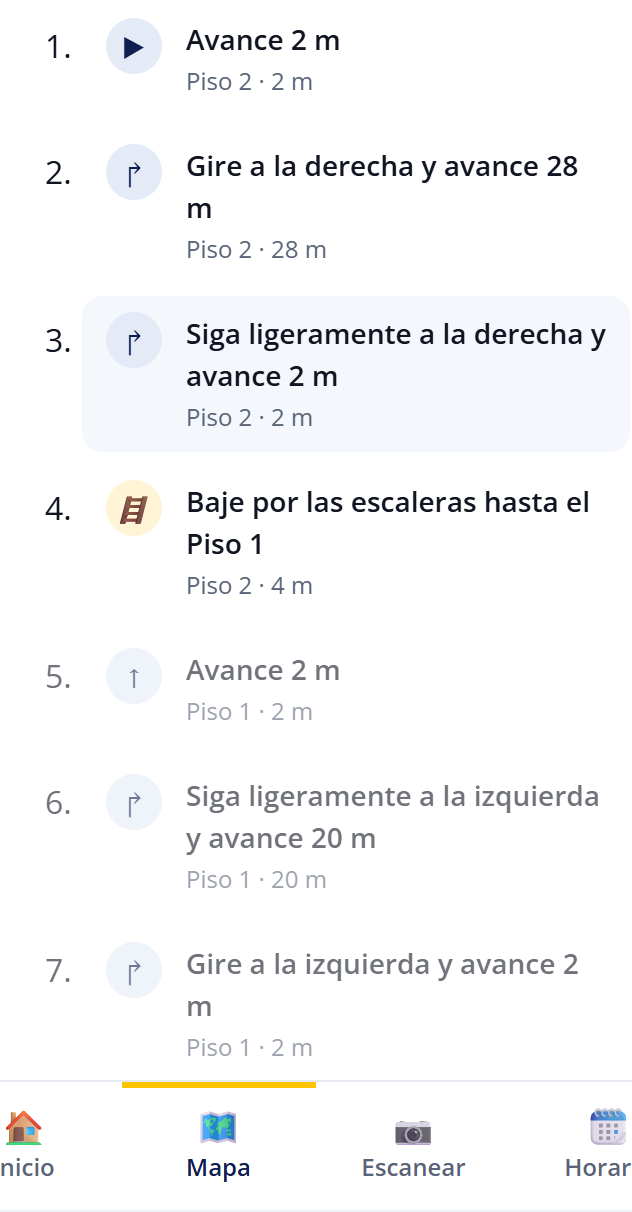 1. Avance 2 m
Piso 2 · 2 m
2. Gire a la derecha y avance 28
m
Piso 2 · 28 m
3. Siga ligeramente a la derecha y
avance 2 m
Piso 2 · 2 m
4. Baje por las escaleras hasta el
Piso 1
Piso 2 · 4 m
5. Avance 2 m
Piso 1 · 2 m
6. Siga ligeramente a la izquierda
y avance 20 m
Piso 1 · 20 m
7. Gire a la izquierda y avance 2
m
Piso 1 · 2 m
nicio Mapa Escanear Horar